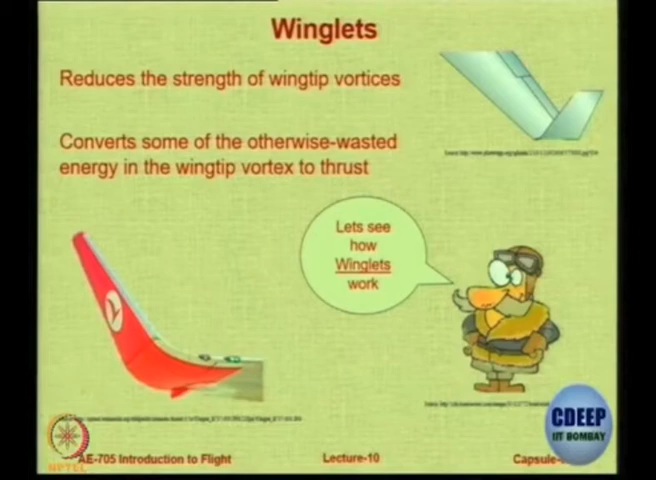 Winglets
Reduces the strength of wingtip vortices
Converts some of the otherwise-wasted
energy in the wingtip vortex to thrust
Lets see
how
Winglets
work
CDEEP
IIT BOMBAY
NPTEL
AE-705 Introduction to Flight
Lecture-10
Capsule-